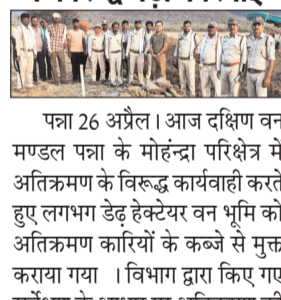 पन्ना 26 अप्रैल। आज दक्षिण वन
मण्डल पन्ना के मोहंन्द्रा परिक्षेत्र में
अतिक्रमण के विरूद्ध कार्यवाही करते
हुए लगभग डेढ़ हेक्टेयर वन भूमि को
अतिक्रमण कारियों के कब्जे से मुक्त
कराया गया । विभाग द्वारा किए गए